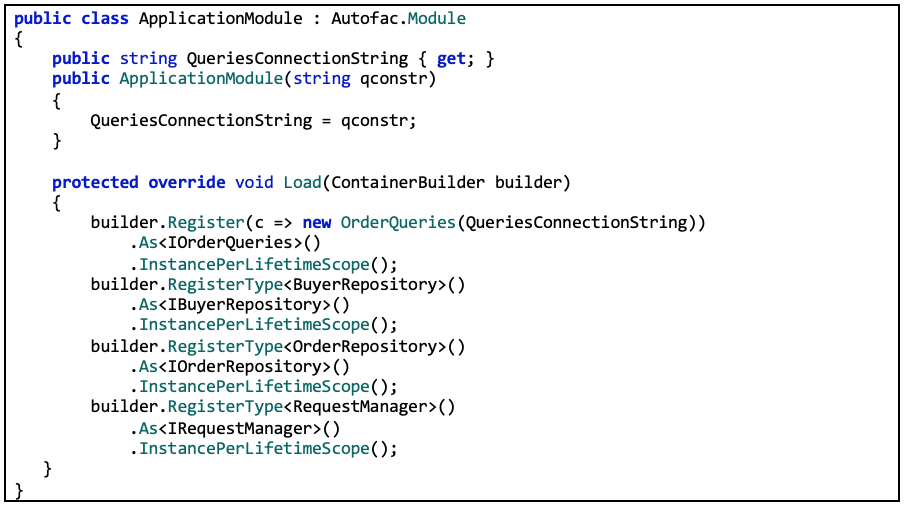 public class ApplicationModule : Autofac.Module
{
    public string QueriesConnectionString { get; }
    public ApplicationModule(string qconstr)
    {
        QueriesConnectionString = qconstr;
    }

    protected override void Load(ContainerBuilder builder)
    {
        builder.Register(c => new OrderQueries(QueriesConnectionString))
            .As<IOrderQueries>()
            .InstancePerLifetimeScope();
        builder.RegisterType<BuyerRepository>()
            .As<IBuyerRepository>()
            .InstancePerLifetimeScope();
        builder.RegisterType<OrderRepository>()
            .As<IOrderRepository>()
            .InstancePerLifetimeScope();
        builder.RegisterType<RequestManager>()
            .As<IRequestManager>()
            .InstancePerLifetimeScope();
   }
}